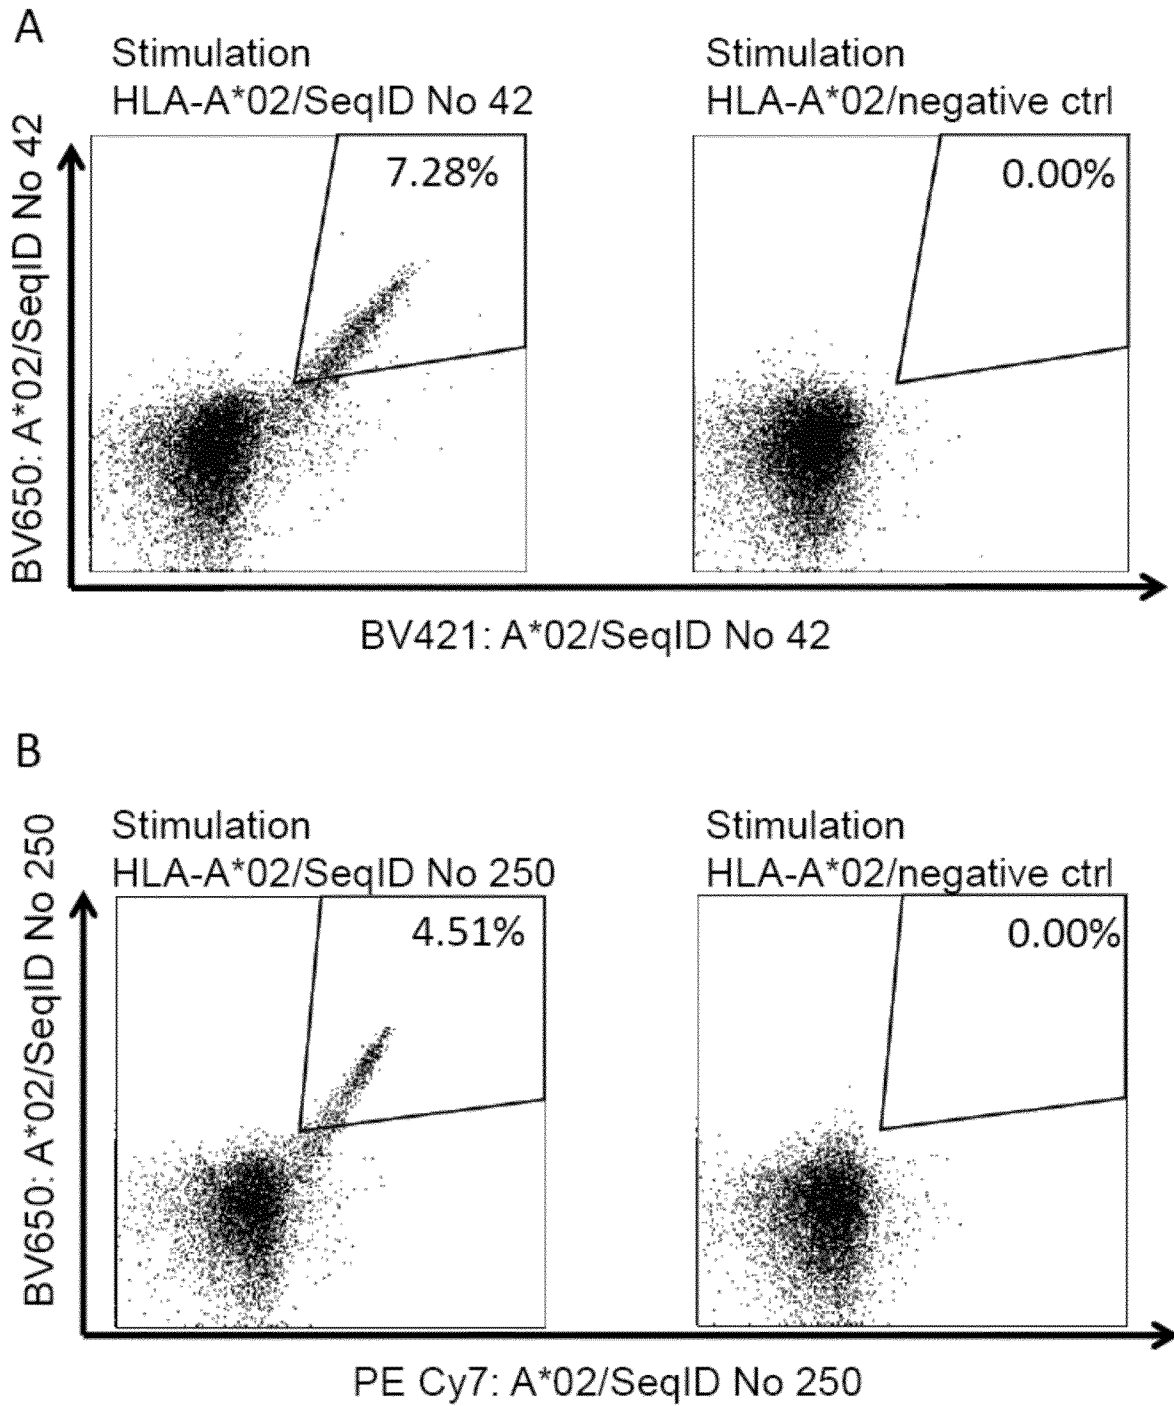 A
Stimulation
HLA-A*02/SeqID No 42
Stimulation
HLA-A*02/negative ctrl
BV650: A*02/SeqID No 42
7.28%
0.00%
BV421: A*02/SeqID No 42
B
Stimulation
HLA-A*02/SeqID No 250
Stimulation
HLA-A*02/negative ctrl
BV650: A*02/SeqID No 250
4.51%
0.00%
PE Cy7: A*02/SeqID No 250